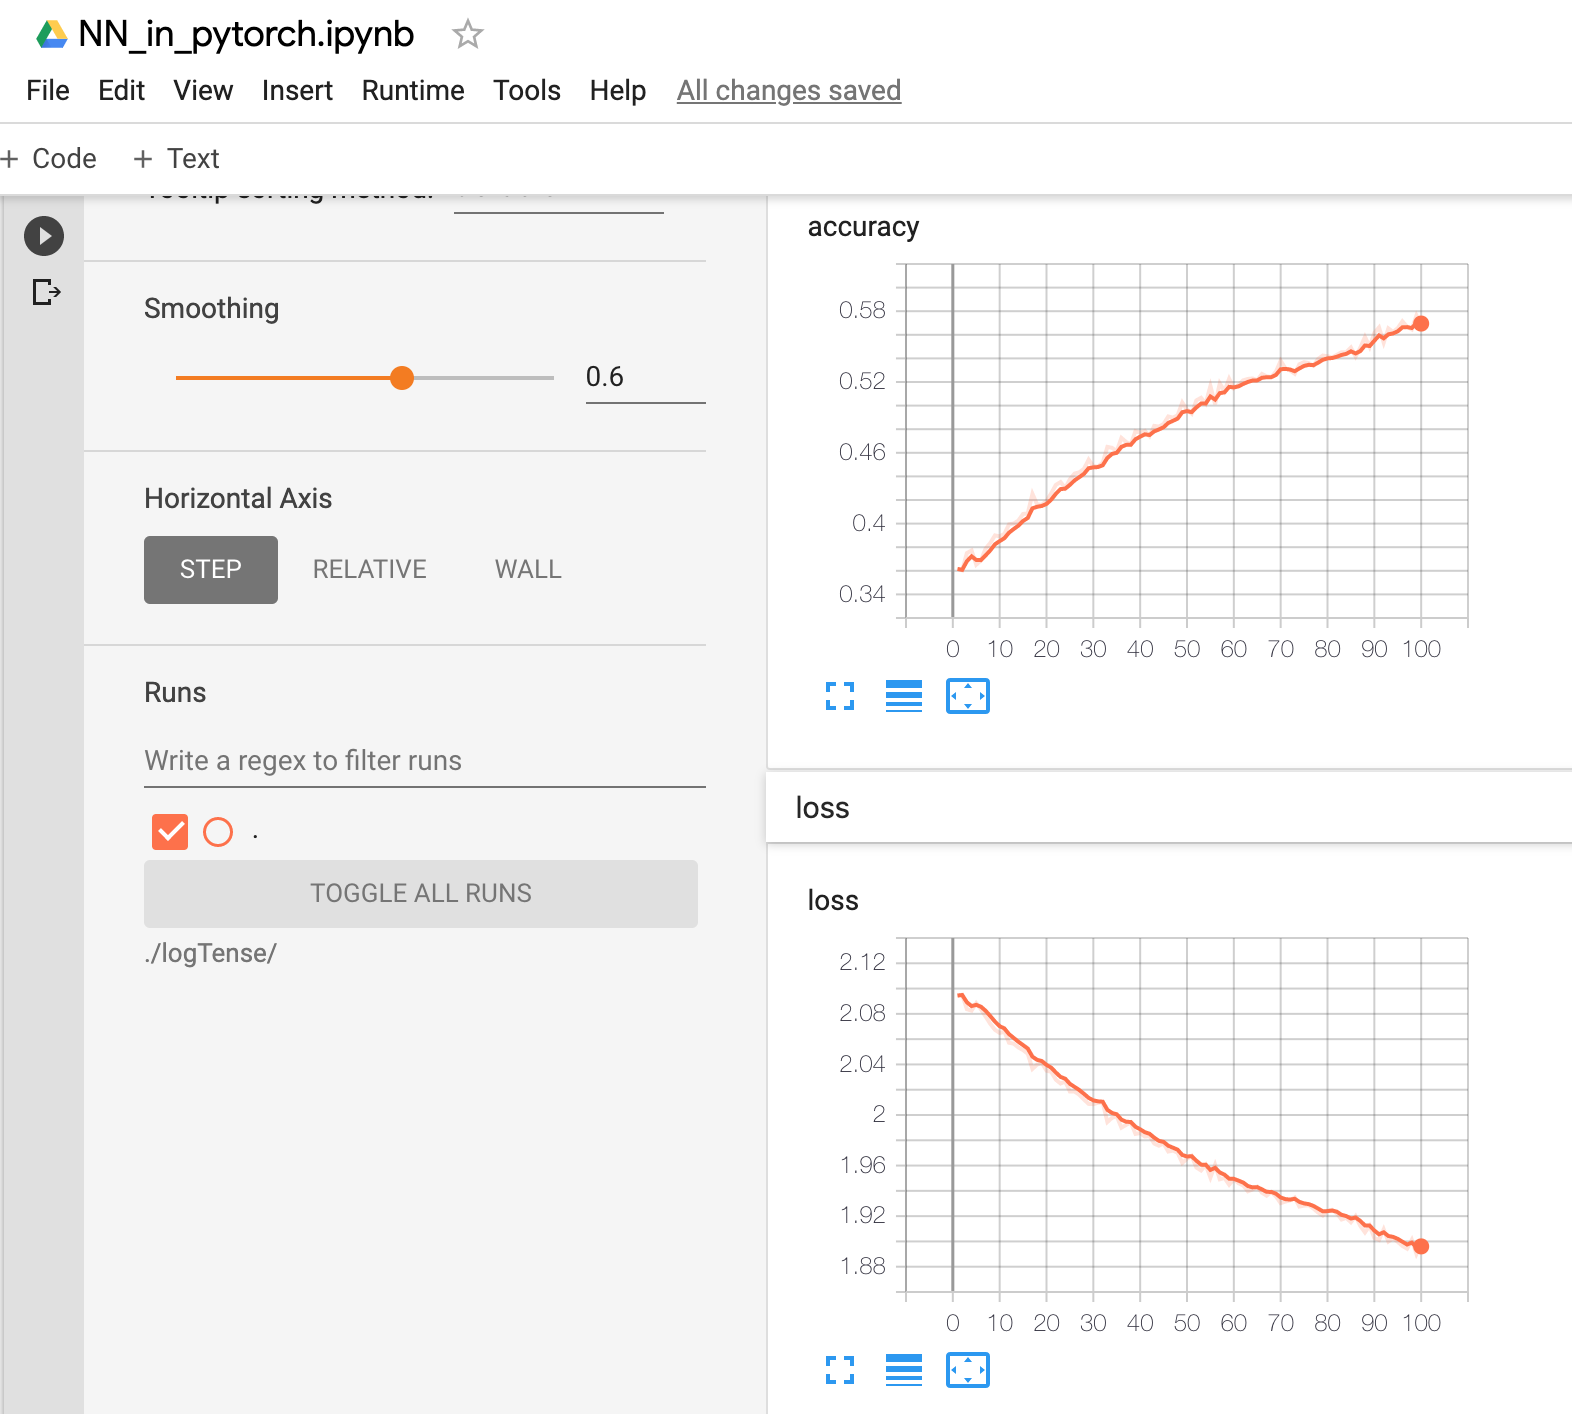 NN_in_pytorch.ipynb
File Edit View Insert Runtime Tools Help All changes saved
+ Code + Text
Smoothing
0.6
Horizontal Axis
STEP RELATIVE WALL
Runs
Write a regex to filter runs
.
TOGGLE ALL RUNS
./logTense/
accuracy
0.58
0.52
0.46
0.4
0.34
0 10 20 30 40 50 60 70 80 90 100
loss
loss
2.12
2.08
2.04
2
1.96
1.92
1.88
0 10 20 30 40 50 60 70 80 90 100